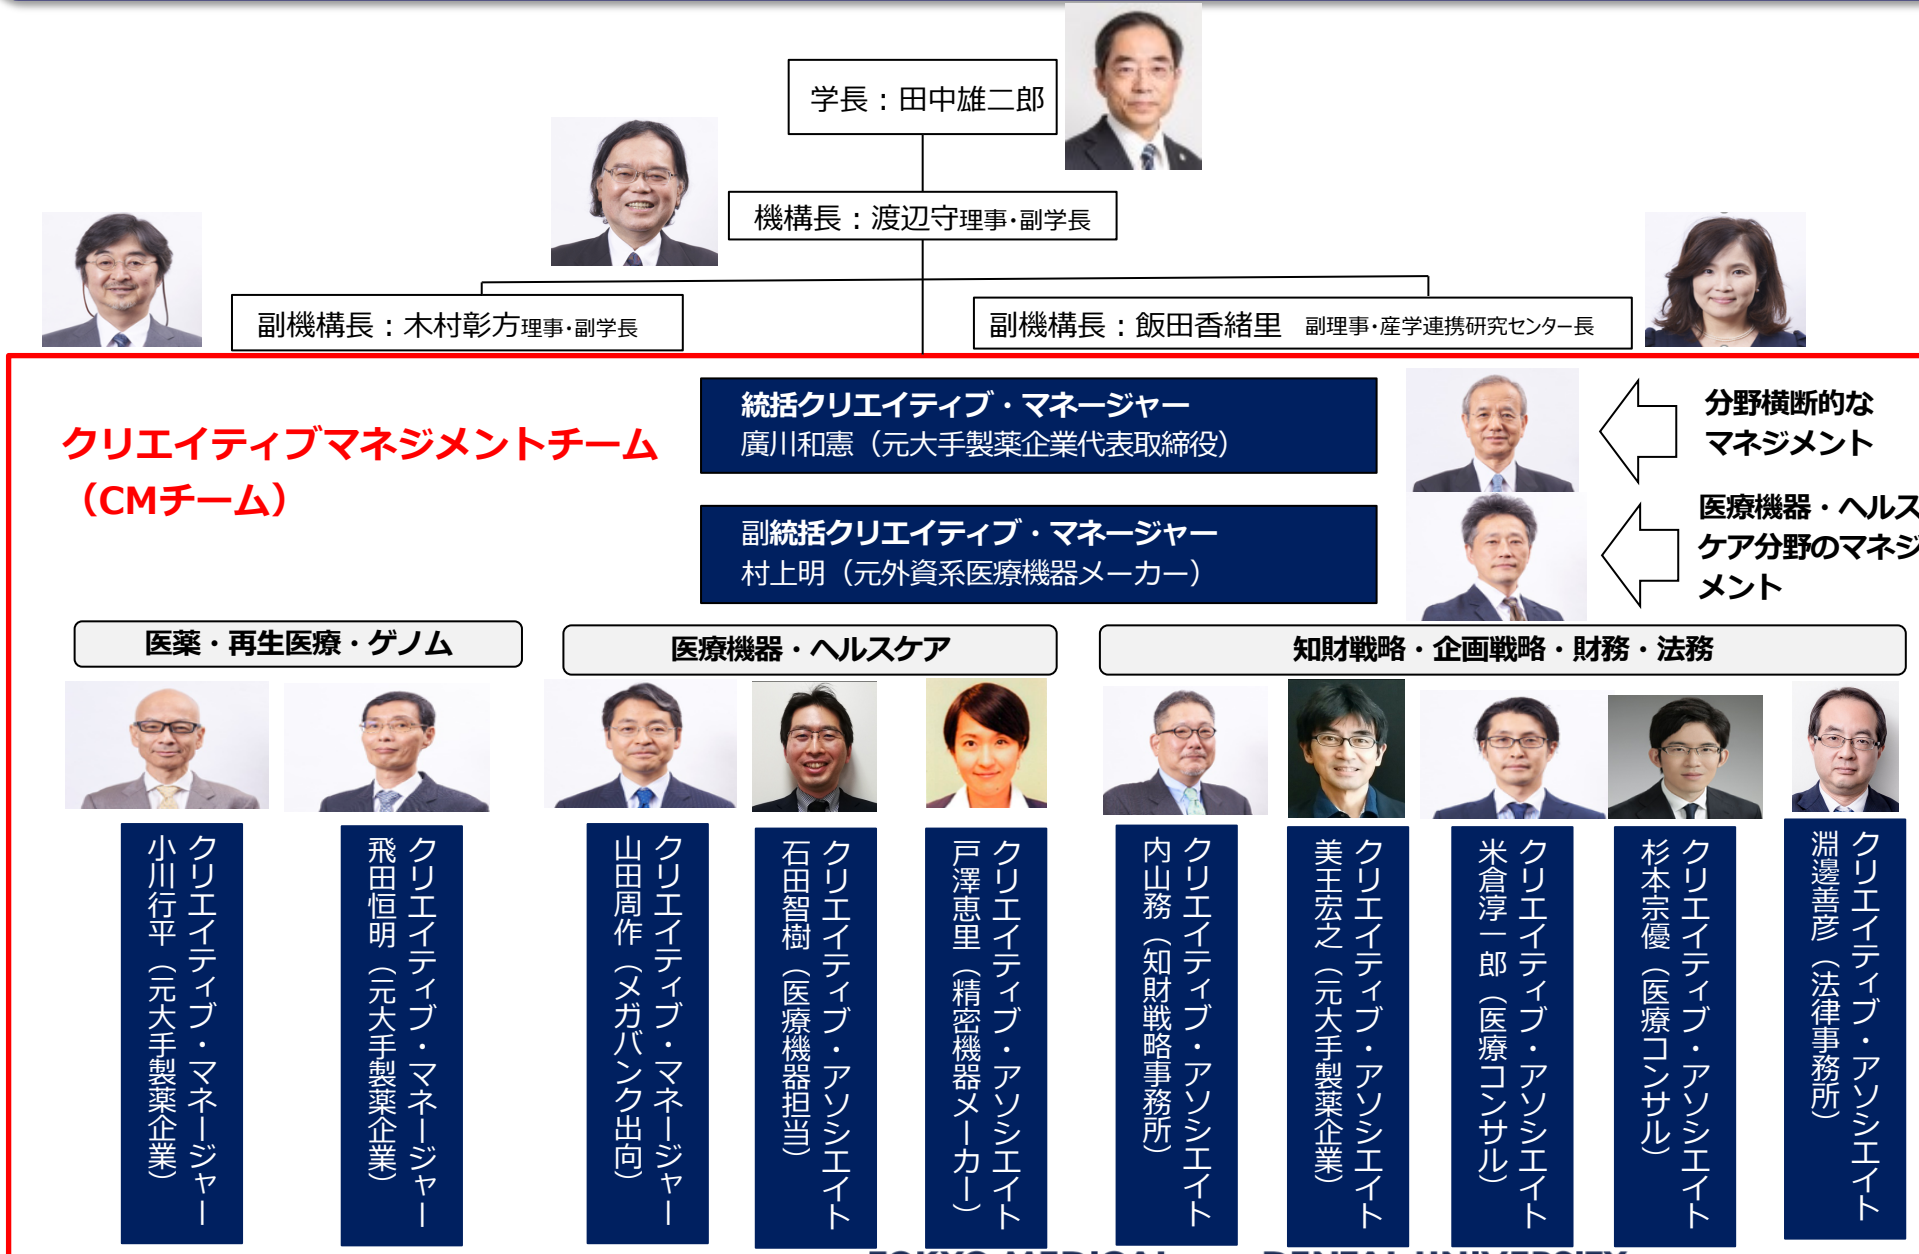 学長：田中雄二郎
機構長：渡辺守理事・副学長
副機構長：木村彰方理事・副学長
副機構長：飯田香緒里　副理事・産学連携研究センター長
クリエイティブマネジメントチーム
（CMチーム）
統括クリエイティブ・マネージャー
廣川和憲（元大手製薬企業代表取締役）
分野横断的な
マネジメント
副統括クリエイティブ・マネージャー
村上明（元外資系医療機器メーカー）
医療機器・ヘルス
ケア分野のマネジ
メント
医薬・再生医療・ゲノム
医療機器・ヘルスケア
知財戦略・企画戦略・財務・法務
クリエイティブ・マネージャー
小川行平（元大手製薬企業）
クリエイティブ・マネージャー
飛田恒明（元大手製薬企業）
クリエイティブ・マネージャー
山田周作（メガバンク出向）
クリエイティブ・アソシエイト
石田智樹（医療機器担当）
クリエイティブ・アソシエイト
戸澤恵里（精密機器メーカー）
クリエイティブ・アソシエイト
内山務（知財戦略事務所）
クリエイティブ・アソシエイト
美王宏之（元大手製薬企業）
クリエイティブ・アソシエイト
米倉淳一郎（医療コンサル）
クリエイティブ・アソシエイト
杉本宗優（医療コンサル）
クリエイティブ・アソシエイト
淵邊善彦（法律事務所）
TOKYO MEDICAL DENTAL UNIVERSITY